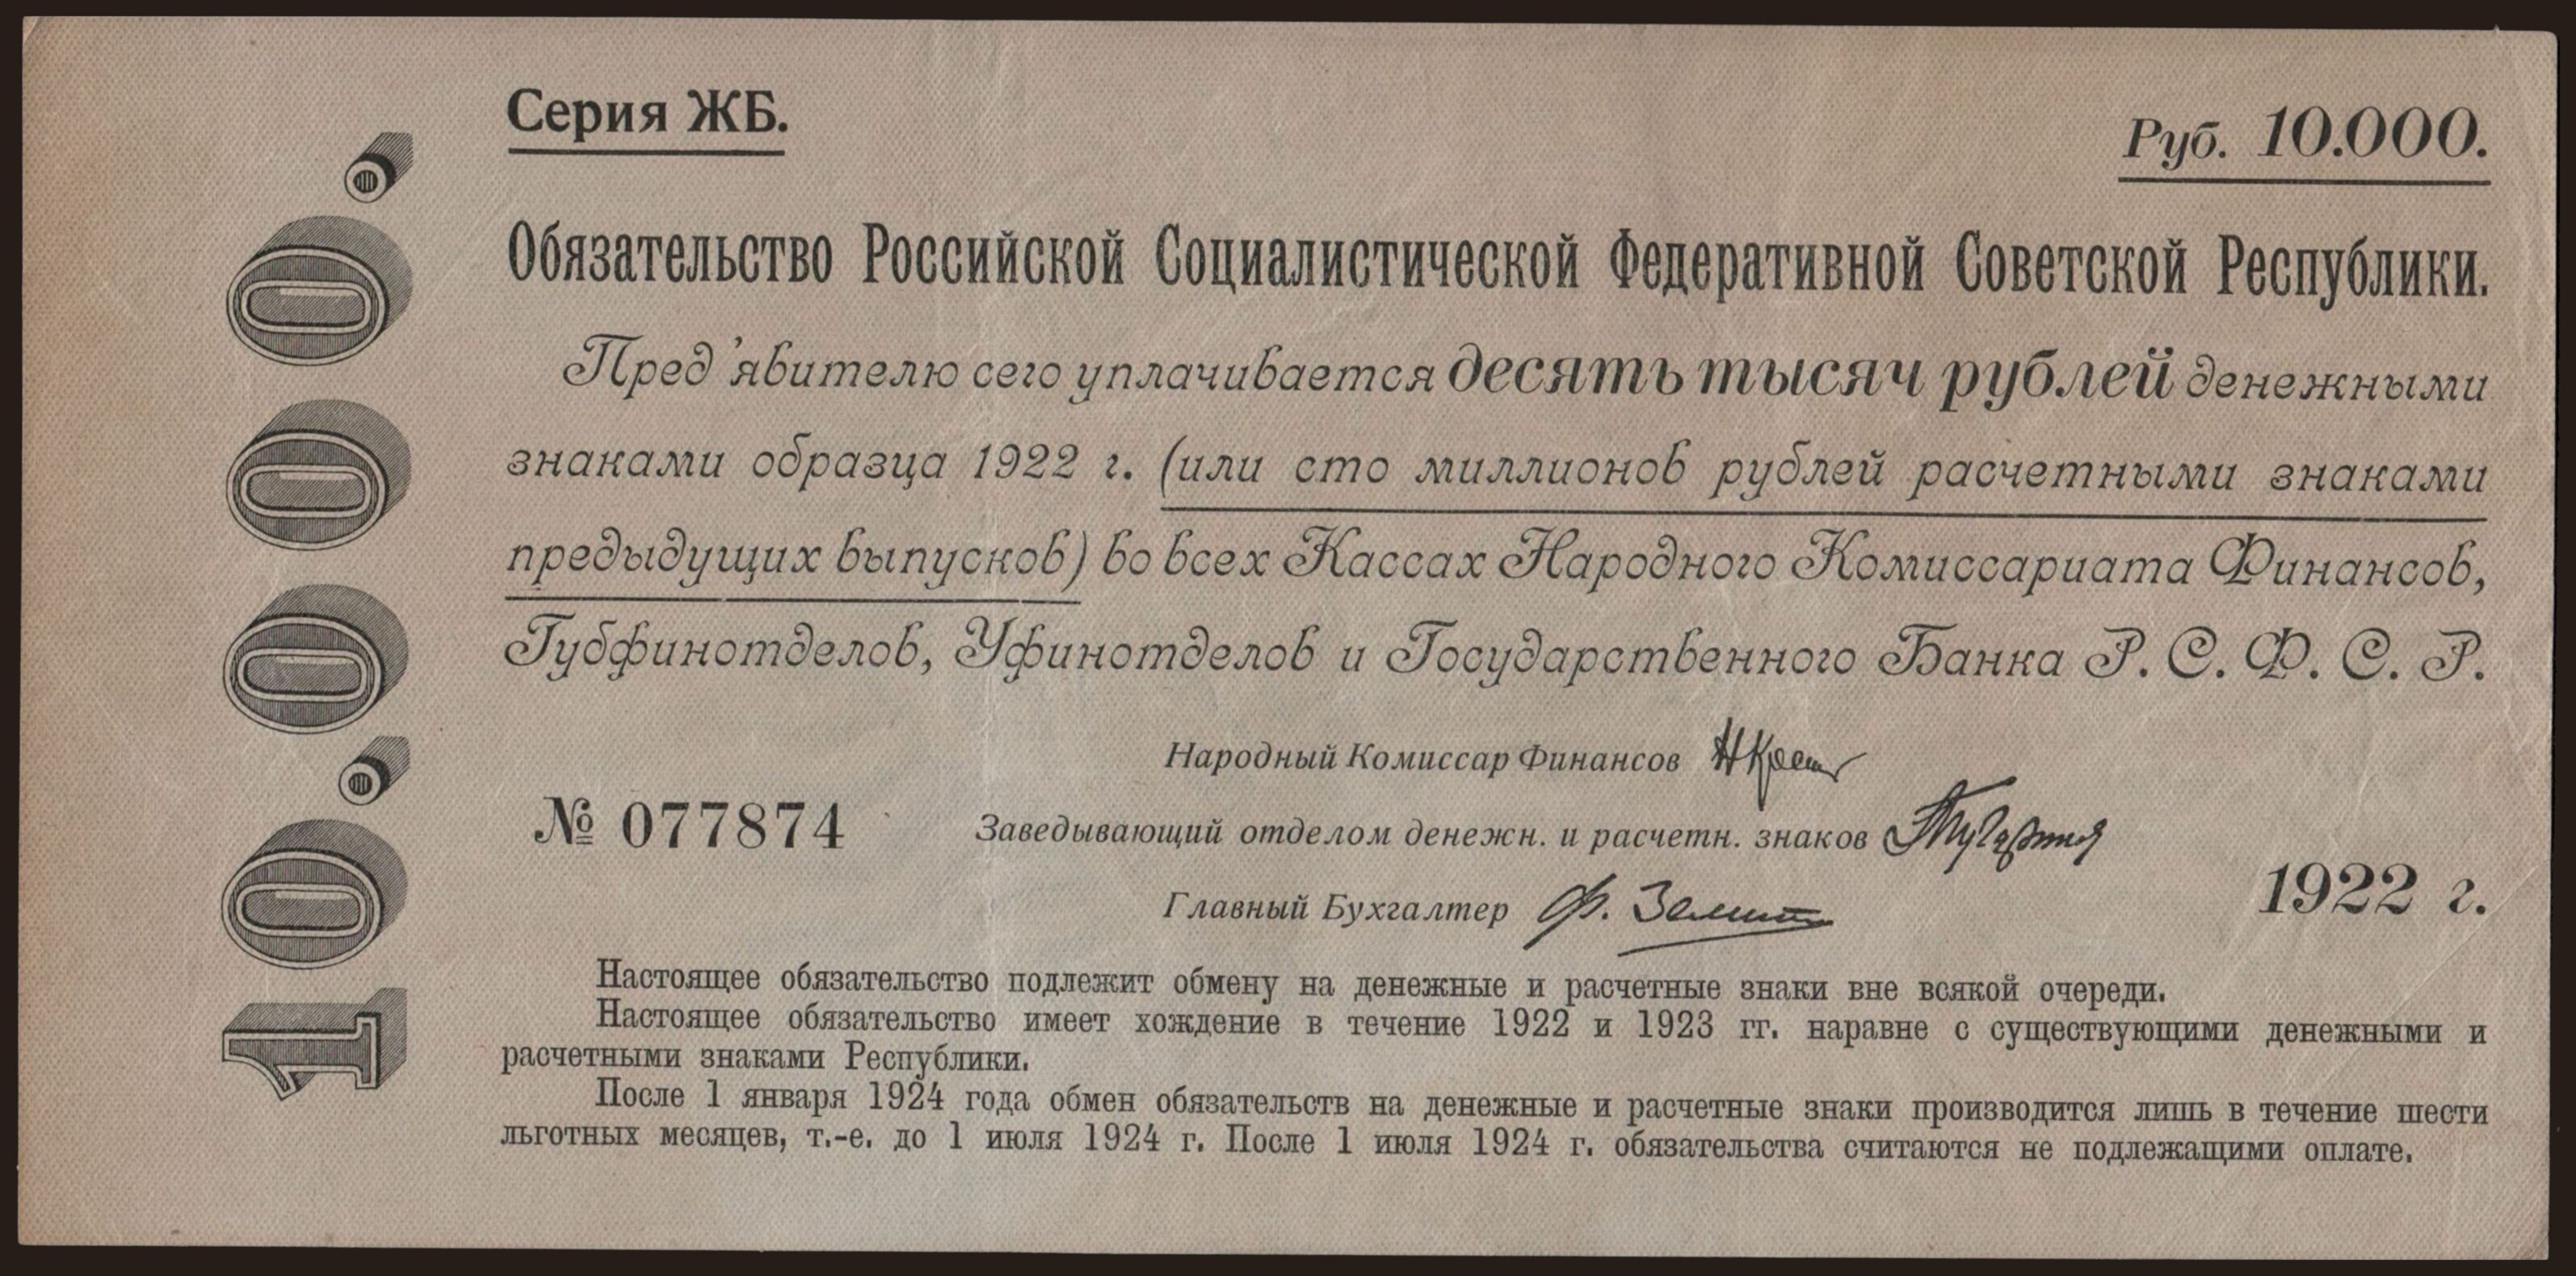 Серия ЖБ.
Руб. 10.000.
10.000.
Обязательство Российской Социалистической Федеративной Советской Республики.
Пред'явителю сего уплачивается десять тысяч рублей денежными
знаками образца 1922 г. (или сто миллионов рублей расчетными знаками
предыдущих выпусков) во всех Кассах Народного Комиссариата Финансов,
Губфинотделов, Уфинотделов и Государственного Банка Р. С. Ф. С. Р.
Народный Комиссар Финансов
№ 077874
Заведывающий отделом денежн. и расчетн. знаков
Главный Бухгалтер Ф.
1922 г.
Настоящее обязательство подлежит обмену на денежные и расчетные знаки вне всякой очереди.
Настоящее обязательство имеет хождение в течение 1922 и 1923 гг. наравне с существующими денежными и
расчетными знаками Республики.
После 1 января 1924 года обмен обязательств на денежные и расчетные знаки производится лишь в течение шести
льготных месяцев, т.-е. до 1 июля 1924 г. После 1 июля 1924 г. обязательства считаются не подлежащими оплате.